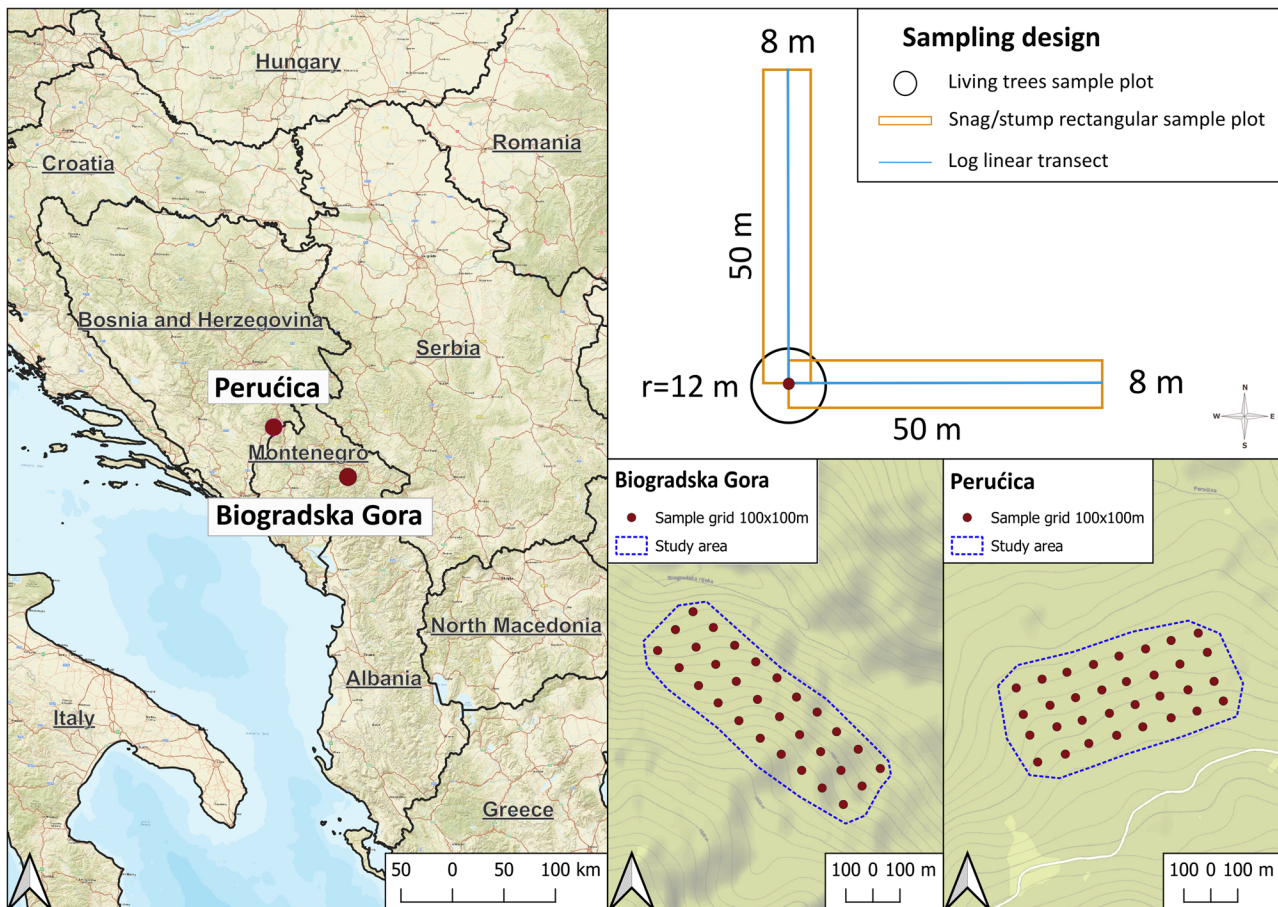 Hungary
Romania
Croatia
Bosnia and Herzegovina
Serbia
Perućica
Montenegro
Biogradska Gora
North Macedonia
Albania
Italy
Greece
50 0 50 100 km
8 m
50 m
r=12 m
8 m
50 m
Sampling design
Living trees sample plot
Snag/stump rectangular sample plot
Log linear transect
N
W E
S
Biogradska Gora
Sample grid 100x100m
Study area
Biogradska rijeka
100 0 100 m
Perućica
Sample grid 100x100m
Study area
Perućica
100 0 100 m